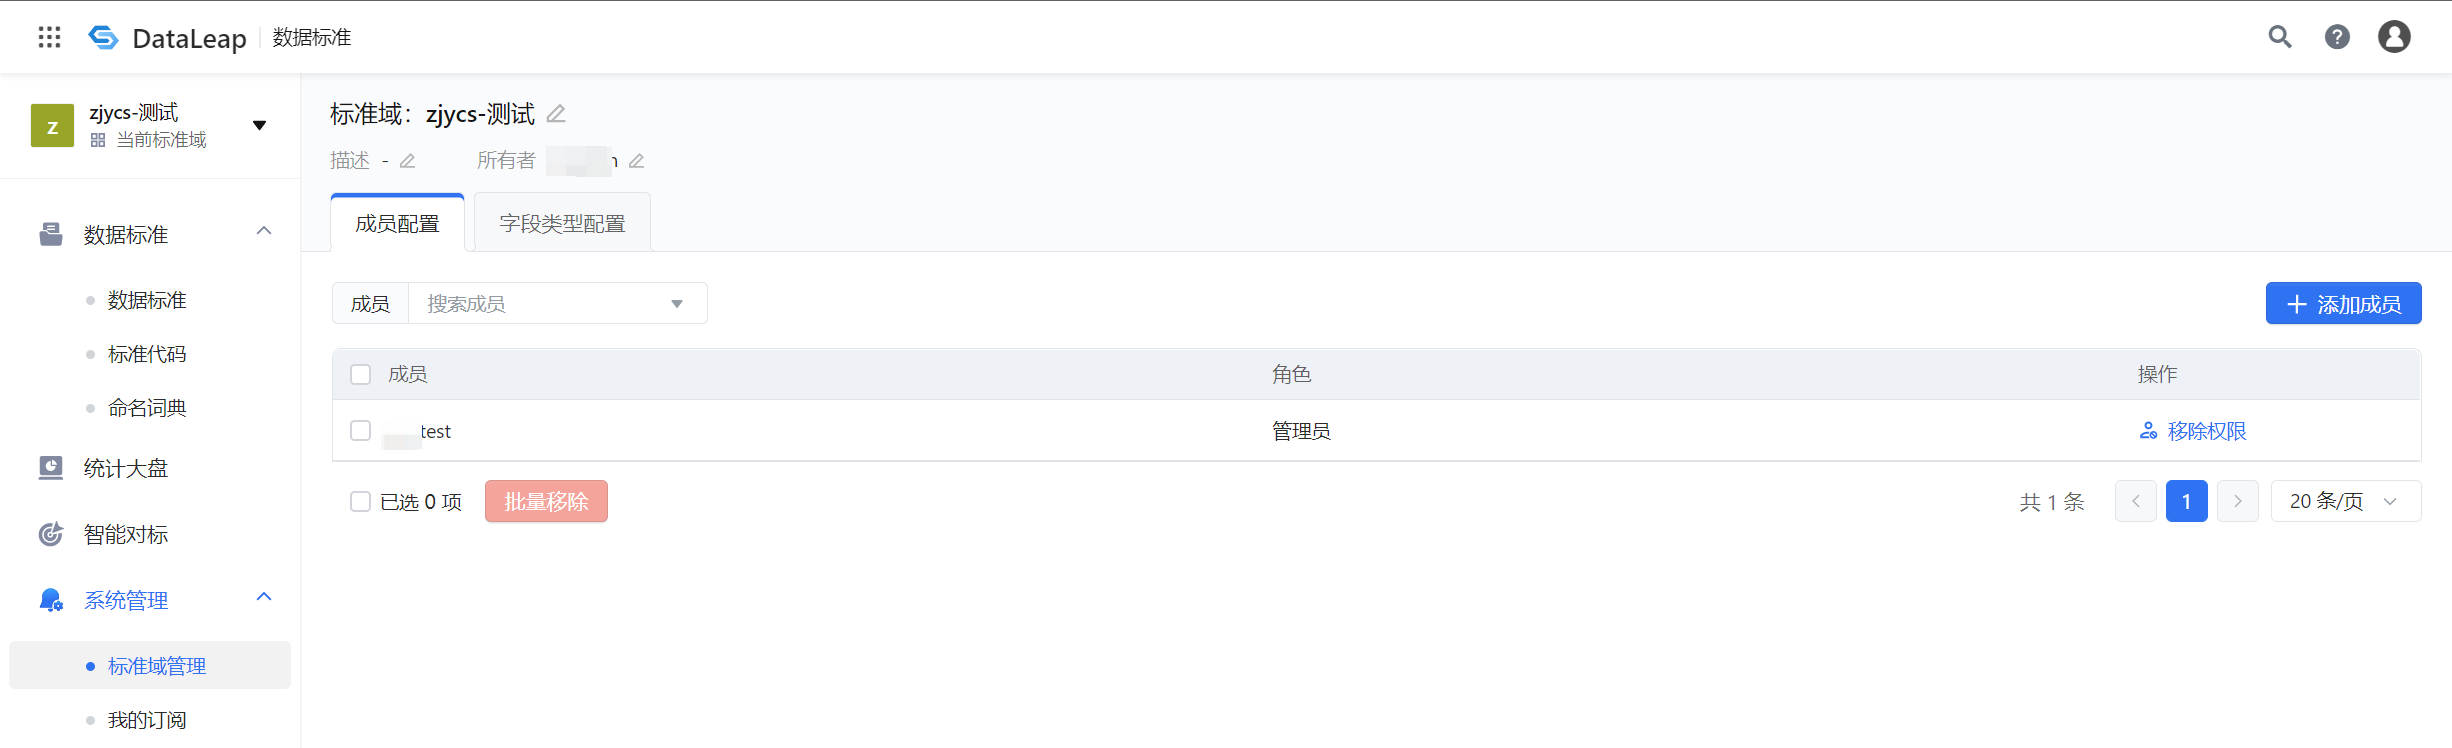 DataLeap 数据标准
z zjycs-测试
当前标准域
数据标准
数据标准
标准代码
命名词典
统计大盘
智能对标
系统管理
标准域管理
我的订阅
标准域：zjycs-测试
描述 - 所有者
成员配置 字段类型配置
成员 搜索成员 添加成员
成员 角色 操作
test 管理员 移除权限
已选 0 项 批量移除 共 1 条 1 20 条/页